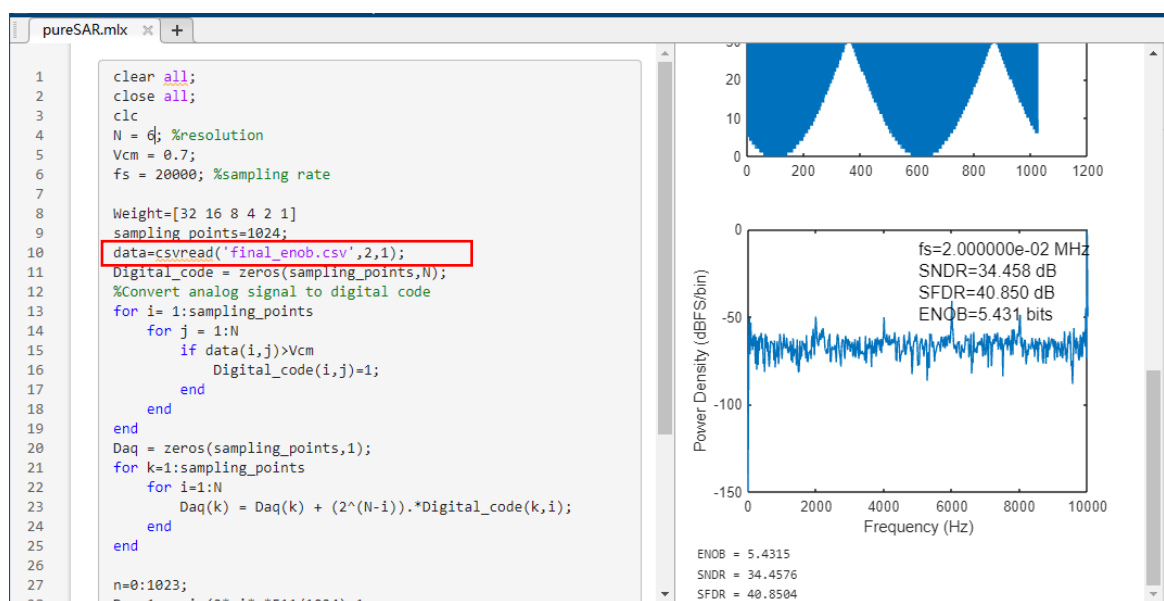 pureSAR.mlx × +
1 clear all;
2 close all;
3 clc
4 N = 6; %resolution
5 Vcm = 0.7;
6 fs = 20000; %sampling rate
7
8 Weight=[32 16 8 4 2 1]
9 sampling_points=1024;
10 data=csvread('final_enob.csv',2,1);
11 Digital_code = zeros(sampling_points,N);
12 %Convert analog signal to digital code
13 for i= 1:sampling_points
14 for j = 1:N
15 if data(i,j)>Vcm
16 Digital_code(i,j)=1;
17 end
18 end
19 end
20 Daq = zeros(sampling_points,1);
21 for k=1:sampling_points
22 for i=1:N
23 Daq(k) = Daq(k) + (2^(N-i)).*Digital_code(k,i);
24 end
25 end
26
27 n=0:1023;
20
10
0
0 200 400 600 800 1000 1200
0
-50
-100
-150
Power Density (dBFS/bin)
fs=2.000000e-02 MHz
SNDR=34.458 dB
SFDR=40.850 dB
ENOB=5.431 bits
0 2000 4000 6000 8000 10000
Frequency (Hz)
ENOB = 5.4315
SNDR = 34.4576
SFDR = 40.8504